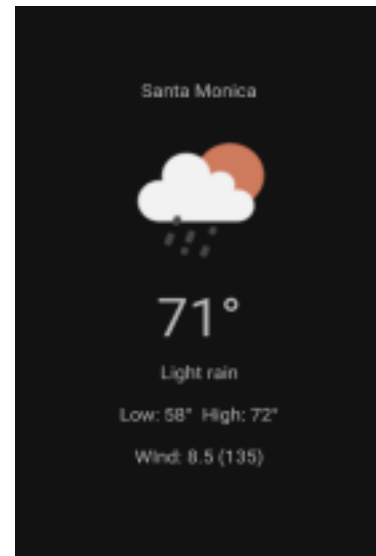 Santa Monica
71°
Light rain
Low: 58° High: 72°
Wind: 8.5 (135)